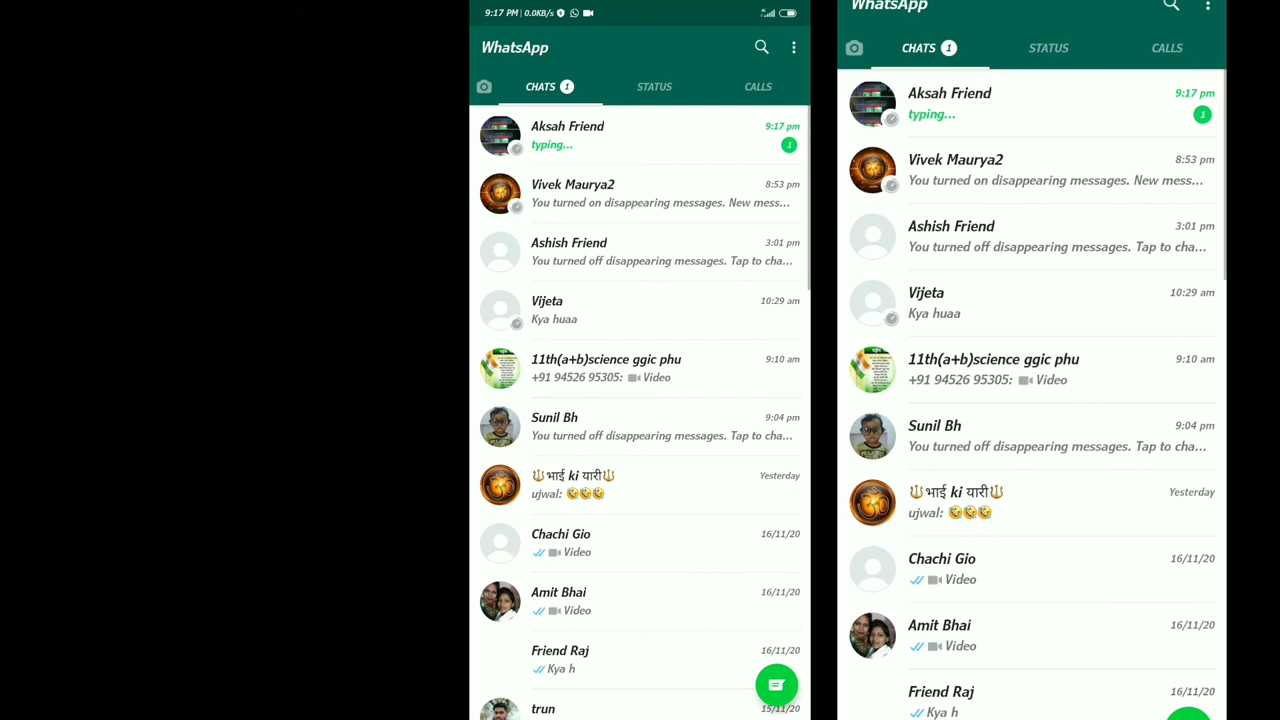 9:17 PM | 0.0KB/s
WhatsApp
CHATS 1 STATUS CALLS
Aksah Friend 9:17 pm
typing... 1
Vivek Maurya2 8:53 pm
You turned on disappearing messages. New mess...
Ashish Friend 3:01 pm
You turned off disappearing messages. Tap to cha...
Vijeta 10:29 am
Kya huaa
11th(a+b)science ggic phu 9:10 am
+91 94526 95305: Video
Sunil Bh 9:04 pm
You turned off disappearing messages. Tap to cha...
🔱भाई ki यारी🔱 Yesterday
ujwal: 🤣🤣🤣
Chachi Gio 16/11/20
Video
Amit Bhai 16/11/20
Video
Friend Raj 16/11/20
Kya h
trun 15/11/20
WhatsApp
CHATS 1 STATUS CALLS
Aksah Friend 9:17 pm
typing... 1
Vivek Maurya2 8:53 pm
You turned on disappearing messages. New mess...
Ashish Friend 3:01 pm
You turned off disappearing messages. Tap to cha...
Vijeta 10:29 am
Kya huaa
11th(a+b)science ggic phu 9:10 am
+91 94526 95305: Video
Sunil Bh 9:04 pm
You turned off disappearing messages. Tap to cha...
🔱भाई ki यारी🔱 Yesterday
ujwal: 🤣🤣🤣
Chachi Gio 16/11/20
Video
Amit Bhai 16/11/20
Video
Friend Raj 16/11/20
Kya h